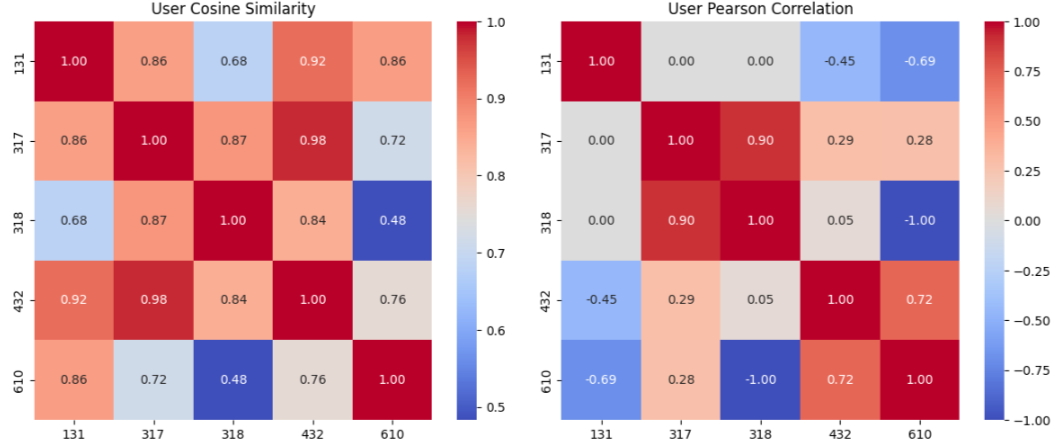 User Cosine Similarity
131 1.00 0.86 0.68 0.92 0.86
317 0.86 1.00 0.87 0.98 0.72
318 0.68 0.87 1.00 0.84 0.48
432 0.92 0.98 0.84 1.00 0.76
610 0.86 0.72 0.48 0.76 1.00
131 317 318 432 610
1.0
0.9
0.8
0.7
0.6
0.5
User Pearson Correlation
131 1.00 0.00 0.00 -0.45 -0.69
317 0.00 1.00 0.90 0.29 0.28
318 0.00 0.90 1.00 0.05 -1.00
432 -0.45 0.29 0.05 1.00 0.72
610 -0.69 0.28 -1.00 0.72 1.00
131 317 318 432 610
1.00
0.75
0.50
0.25
0.00
−0.25
−0.50
−0.75
−1.00